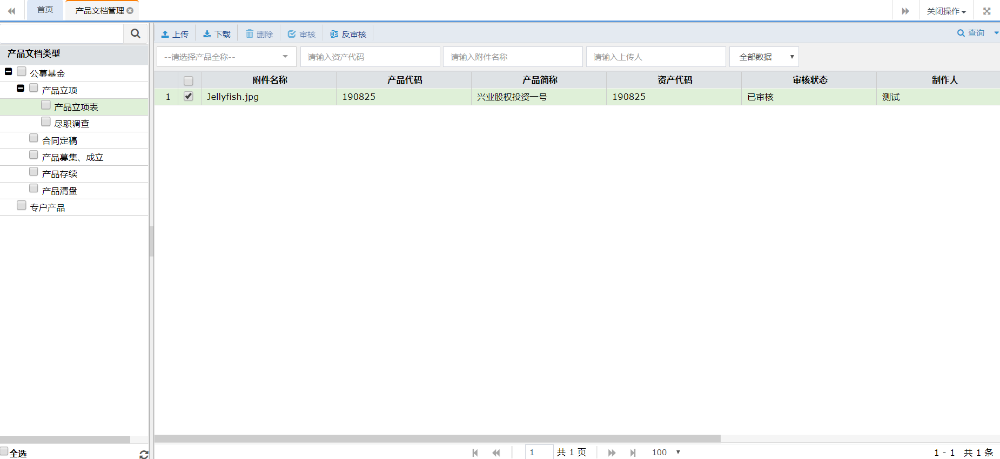 首页 产品文档管理 关闭操作
上传 下载 删除 审核 反审核 查询
--请选择产品全称-- 请输入资产代码 请输入附件名称 请输入上传人 全部数据
产品文档类型
公募基金
产品立项
产品立项表
尽职调查
合同定稿
产品募集、成立
产品存续
产品清盘
专户产品
全选
附件名称 产品代码 产品简称 资产代码 审核状态 制作人
1 Jellyfish.jpg 190825 兴业股权投资一号 190825 已审核 测试
1 共 1 页 100 1 - 1 共 1 条